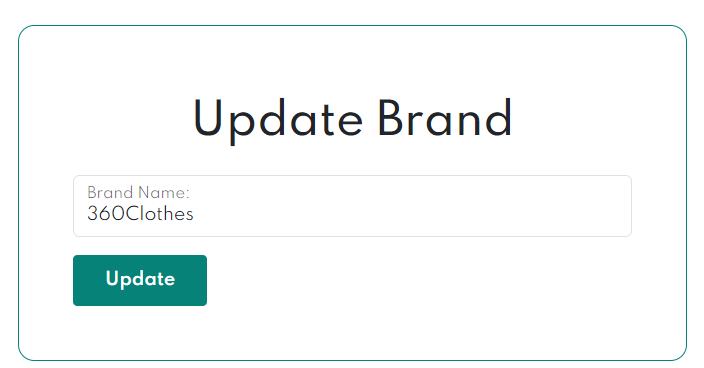 Update Brand
Brand Name:
360Clothes
Update